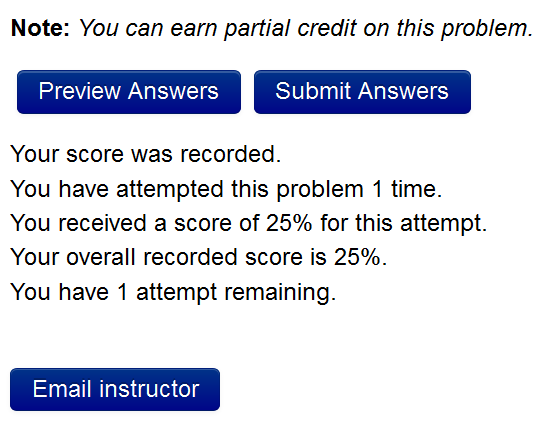 Note: You can earn partial credit on this problem.
Preview Answers Submit Answers
Your score was recorded.
You have attempted this problem 1 time.
You received a score of 25% for this attempt.
Your overall recorded score is 25%.
You have 1 attempt remaining.
Email instructor